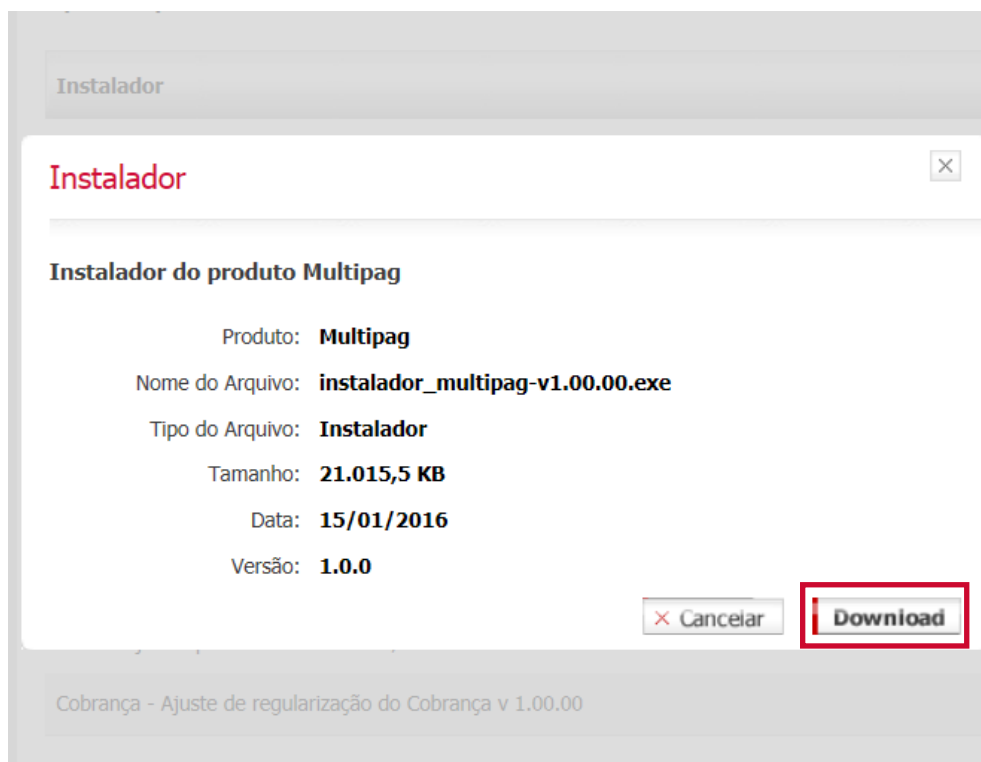 Instalador
Instalador
Instalador do produto Multipag
Produto: Multipag
Nome do Arquivo: instalador_multipag-v1.00.00.exe
Tipo do Arquivo: Instalador
Tamanho: 21.015,5 KB
Data: 15/01/2016
Versão: 1.0.0
Cancelar Download
Cobrança - Ajuste de regularização do Cobrança v 1.00.00